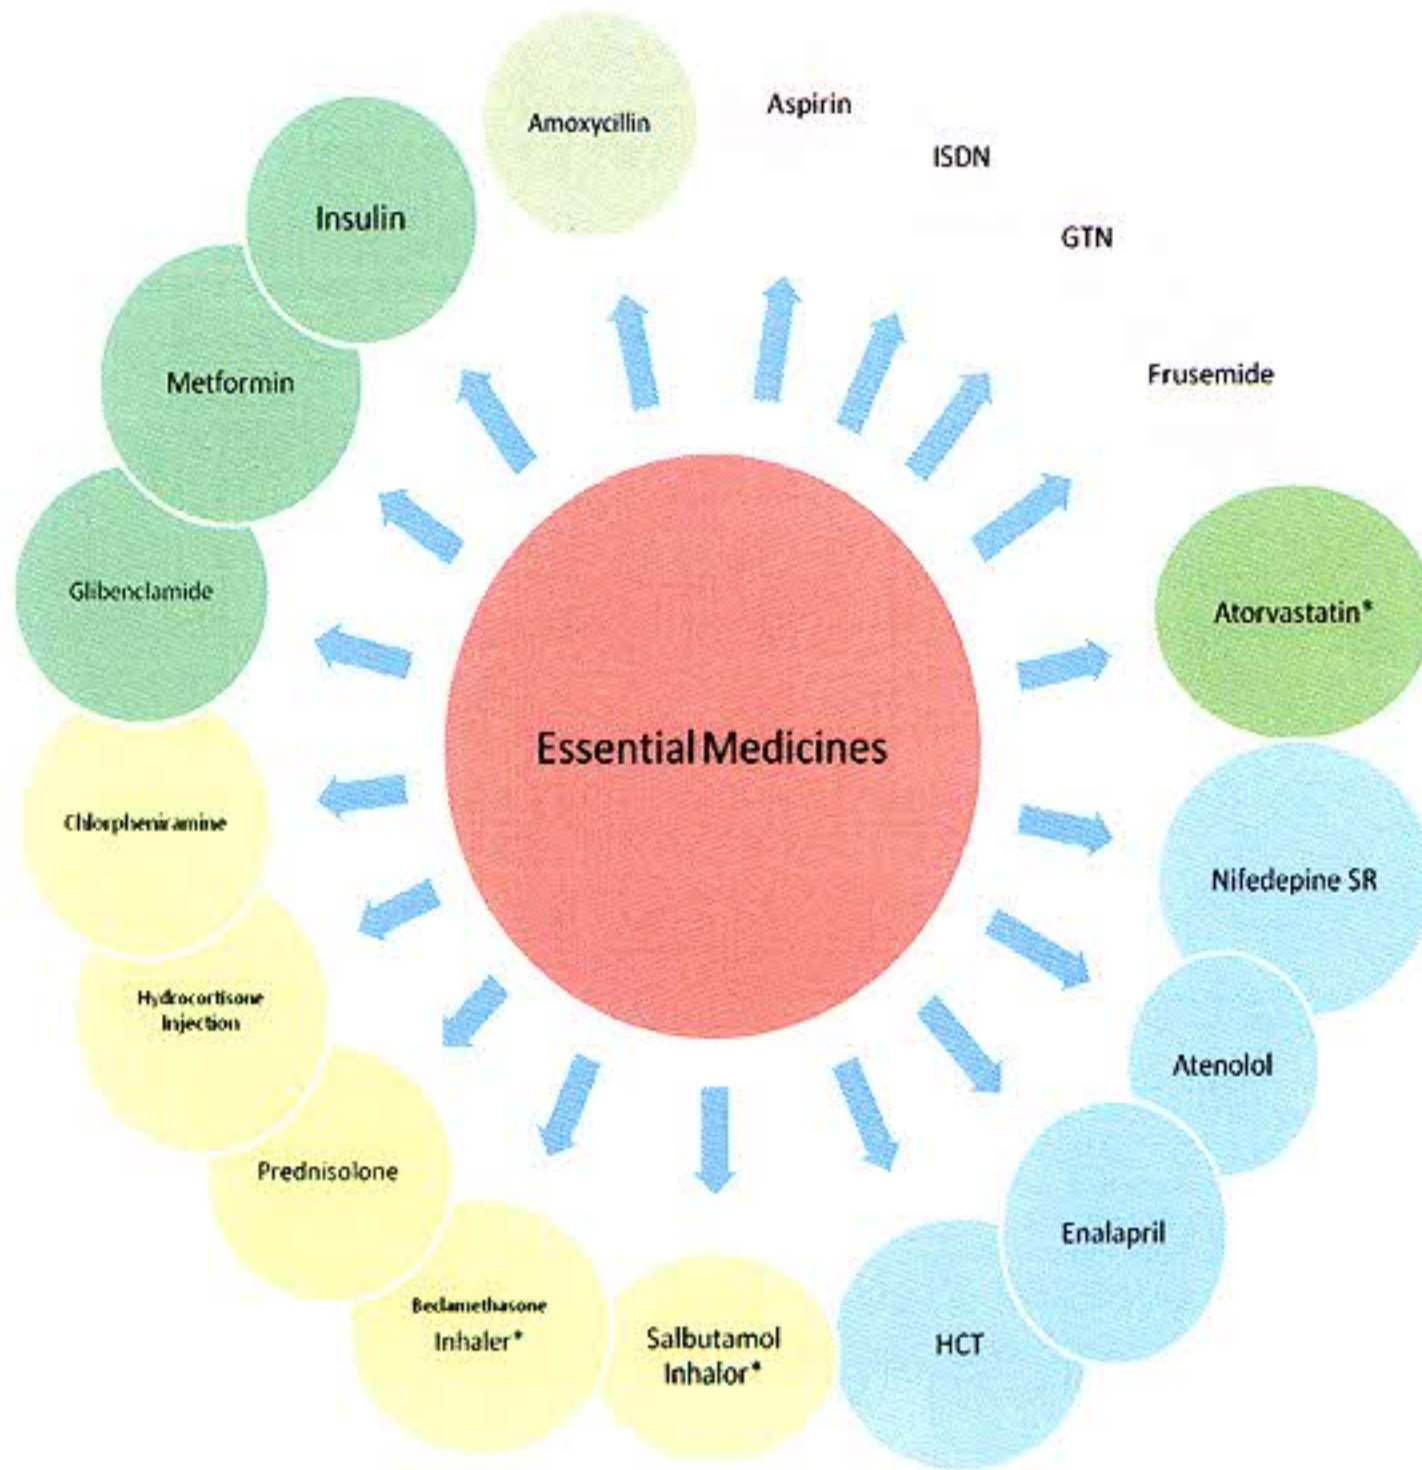 Amoxycillin
Aspirin
ISDN
GTN
Frusemide
Atorvastatin*
Nifedepine SR
Atenolol
Enalapril
HCT
Salbutamol
Inhalor*
Beclamethasone
Inhaler*
Prednisolone
Hydrocortisone
Injection
Chlorpheniramine
Glibenclamide
Metformin
Insulin
Essential Medicines